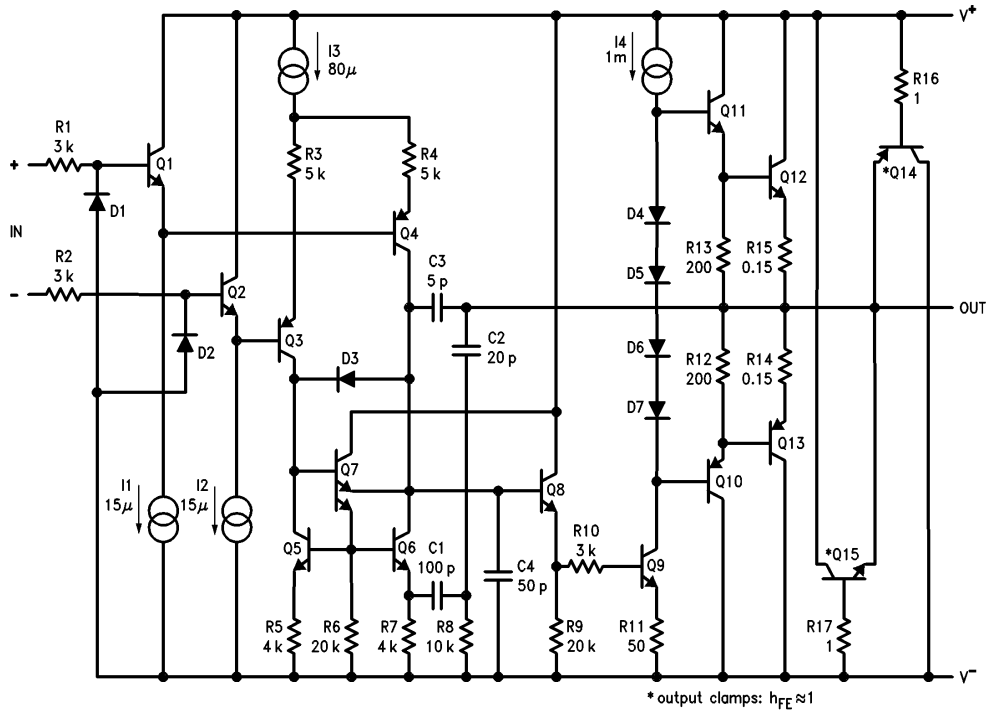 V+
I3
80μ
I4
1m
R16
1
R1
3 k
+
Q1
D1
IN
R2
3 k
-
Q2
D2
R3
5 k
R4
5 k
Q4
Q3
C3
5 p
C2
20 p
D3
Q11
Q12
*Q14
D4
D5
R13
200
R15
0.15
OUT
D6
D7
R12
200
R14
0.15
Q13
Q10
I1
15μ
I2
15μ
Q7
Q5
Q6
C1
100 p
Q8
C4
50 p
R10
3 k
Q9
*Q15
R5
4 k
R6
20 k
R7
4 k
R8
10 k
R9
20 k
R11
50
R17
1
V-
* output clamps: hFE≈1